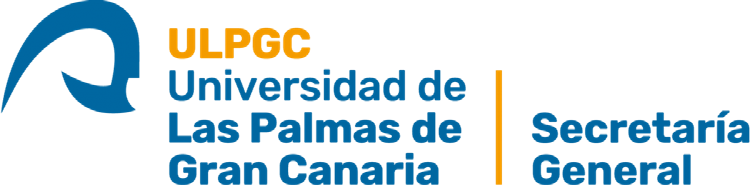 ULPGC
Universidad de
Las Palmas de
Gran Canaria
Secretaría
General